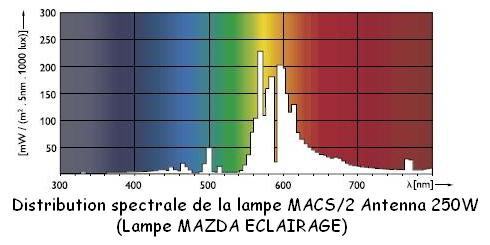 [mW / (m² . 5nm . 1000 lux)]
300
250
200
150
100
50
300 400 500 600 700 λ[nm]
Distribution spectrale de la lampe MACS/2 Antenna 250W
(Lampe MAZDA ECLAIRAGE)